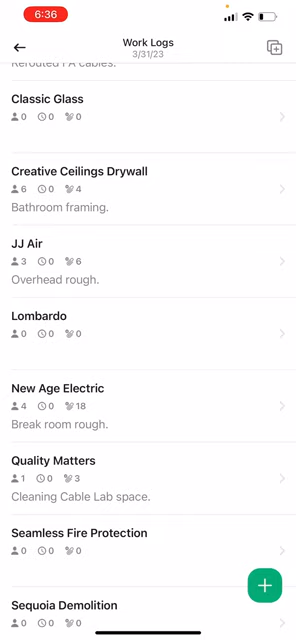 6:36
Work Logs
3/31/23
Rerouted PA cables.
Classic Glass
0 0 0
Creative Ceilings Drywall
6 0 4
Bathroom framing.
JJ Air
3 0 6
Overhead rough.
Lombardo
0 0 0
New Age Electric
4 0 18
Break room rough.
Quality Matters
1 0 3
Cleaning Cable Lab space.
Seamless Fire Protection
0 0 0
Sequoia Demolition
0 0 0